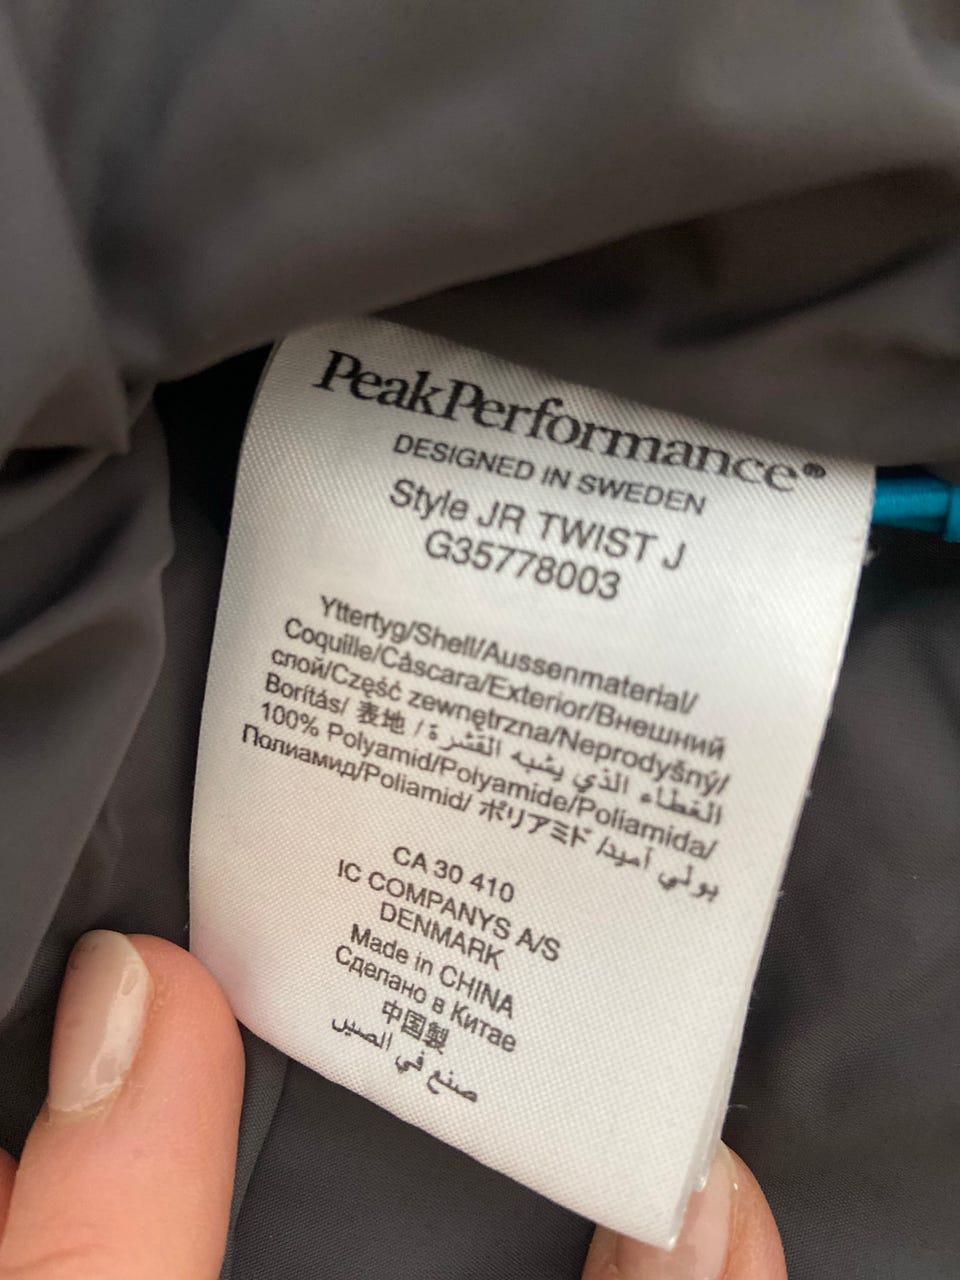 PeakPerformance®
DESIGNED IN SWEDEN
Style JR TWIST J
G35778003
Yttertyg/Shell/Aussenmaterial/
Coquille/Cåscara/Exterior/Внешний
слой/Część zewnętrzna/Neprodyšný/
Borítás/ 表地 / الغطاء الذي يشبه القشرة
100% Polyamid/Polyamide/Poliamida/
Полиамид/Poliamid/ ポリアミド /بولي أميد
CA 30 410
IC COMPANYS A/S
DENMARK
Made in CHINA
Сделано в Китае
中国製
صنع في الصين